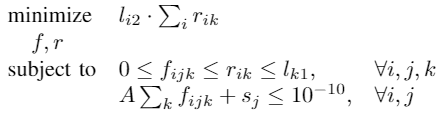 minimize l_{i2} · ∑_i r_{ik}
f, r
subject to 0 ≤ f_{ijk} ≤ r_{ik} ≤ l_{k1}, ∀i, j, k
A ∑_k f_{ijk} + s_j ≤ 10^{-10}, ∀i, j